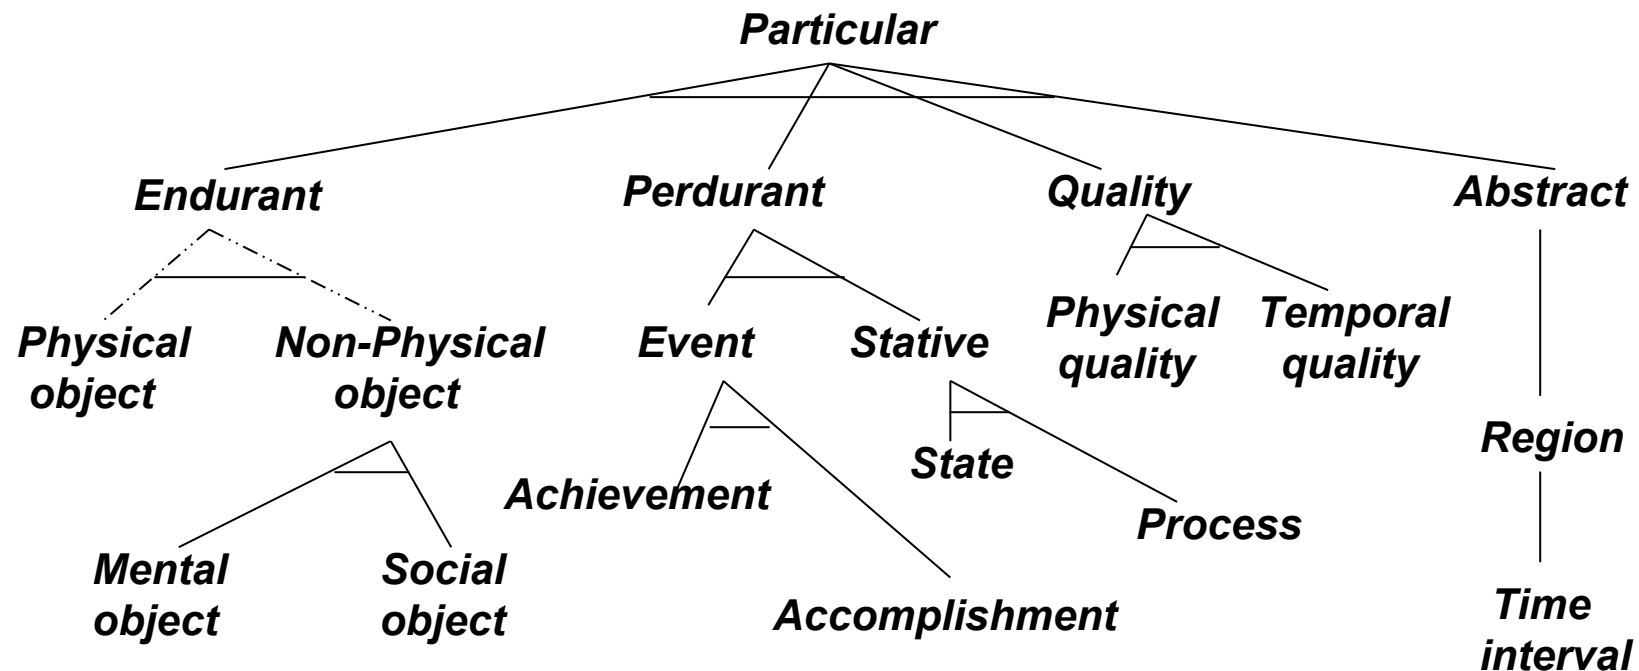 Particular
Endurant
Perdurant
Quality
Abstract
Physical
object
Non-Physical
object
Event
Stative
Physical
quality
Temporal
quality
Region
Achievement
State
Process
Mental
object
Social
object
Accomplishment
Time
interval